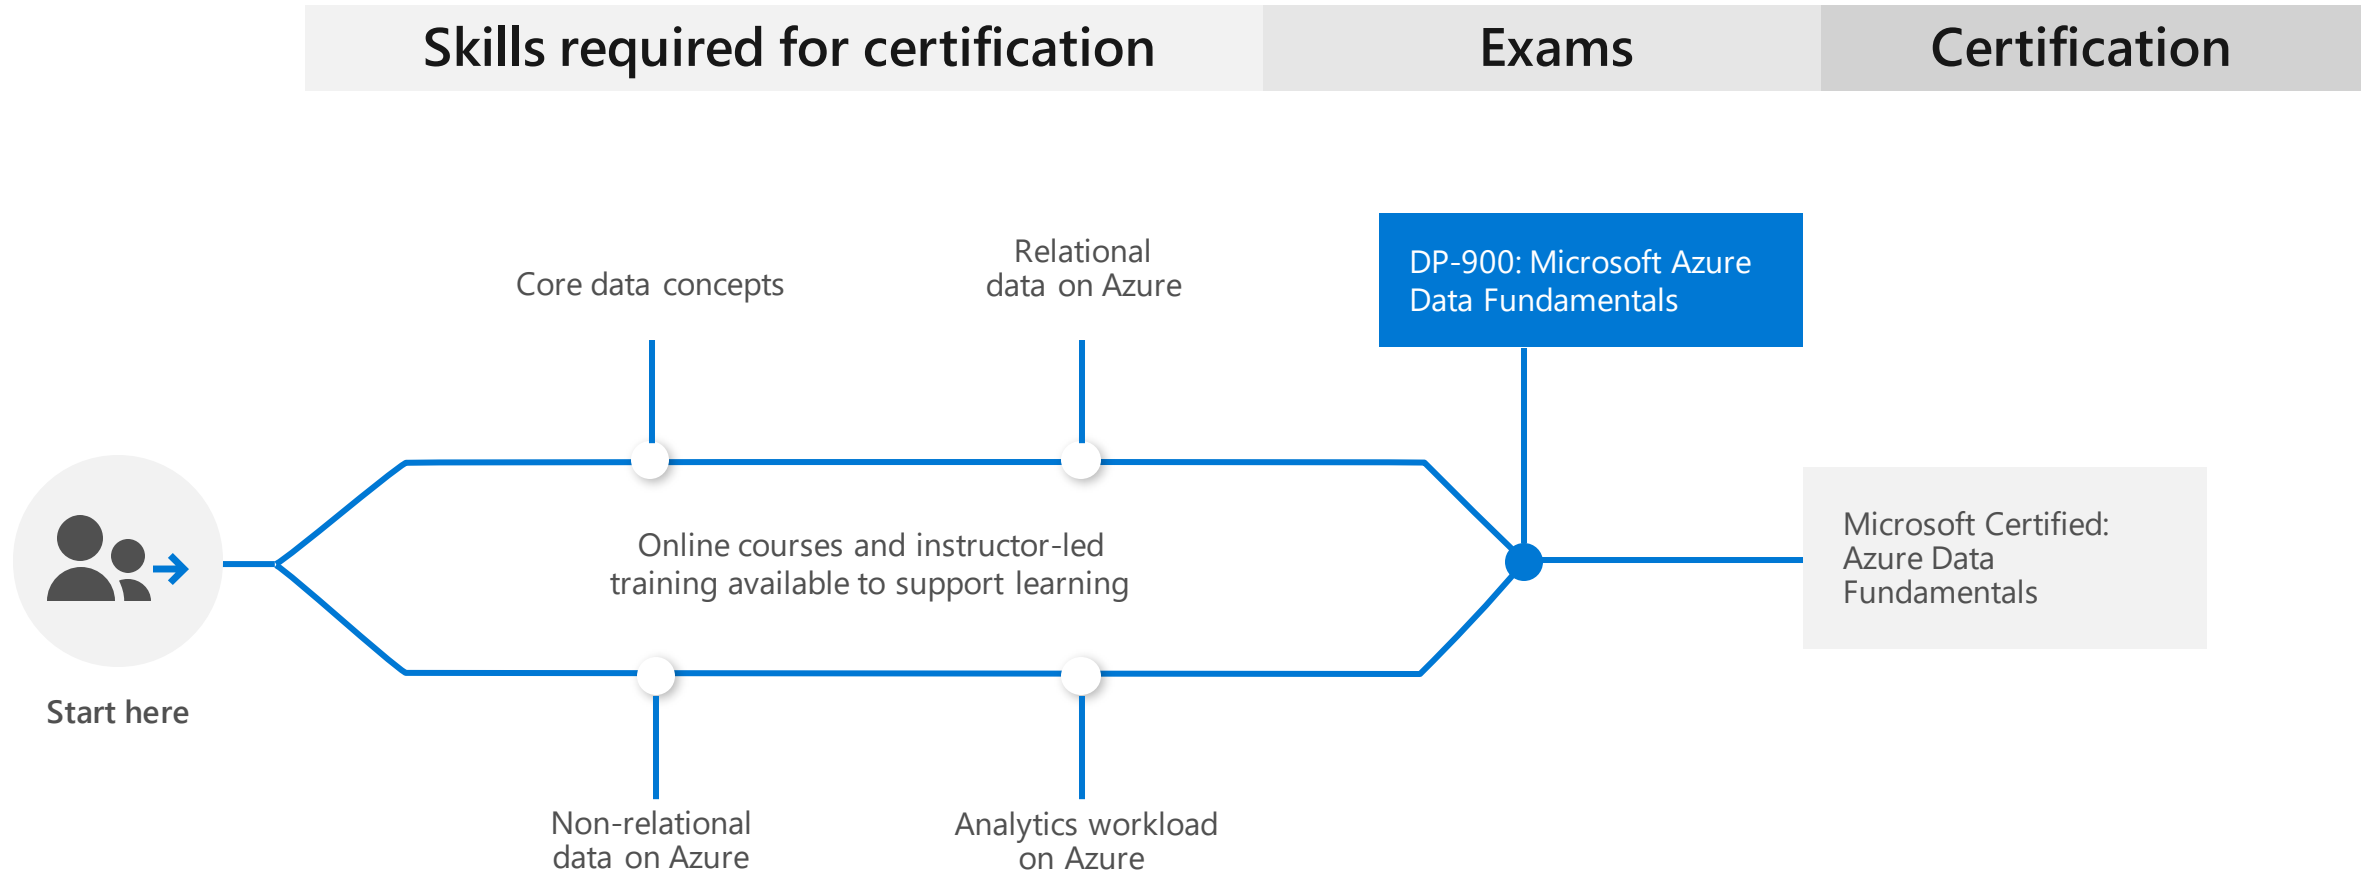 Skills required for certification
Exams
Certification
Core data concepts
Relational
data on Azure
DP-900: Microsoft Azure
Data Fundamentals
Online courses and instructor-led
training available to support learning
Microsoft Certified:
Azure Data
Fundamentals
Start here
Non-relational
data on Azure
Analytics workload
on Azure